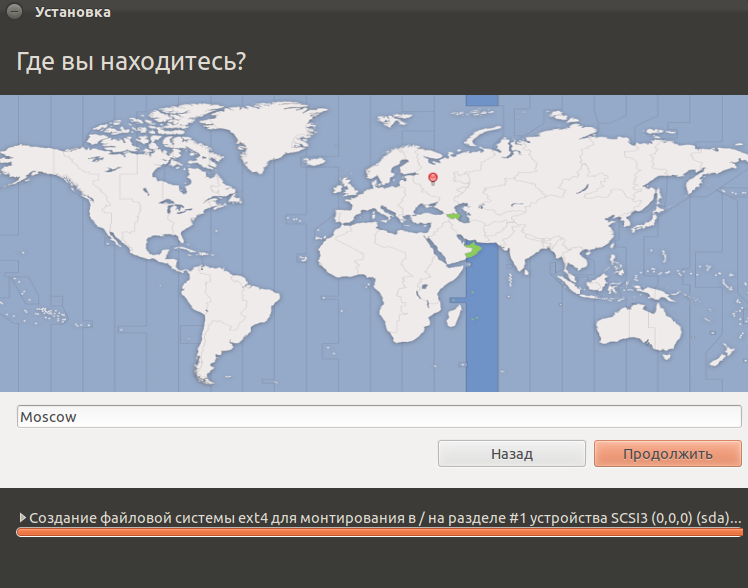 Установка
Где вы находитесь?
Moscow
Назад
Продолжить
Создание файловой системы ext4 для монтирования в / на разделе #1 устройства SCSI3 (0,0,0) (sda)...